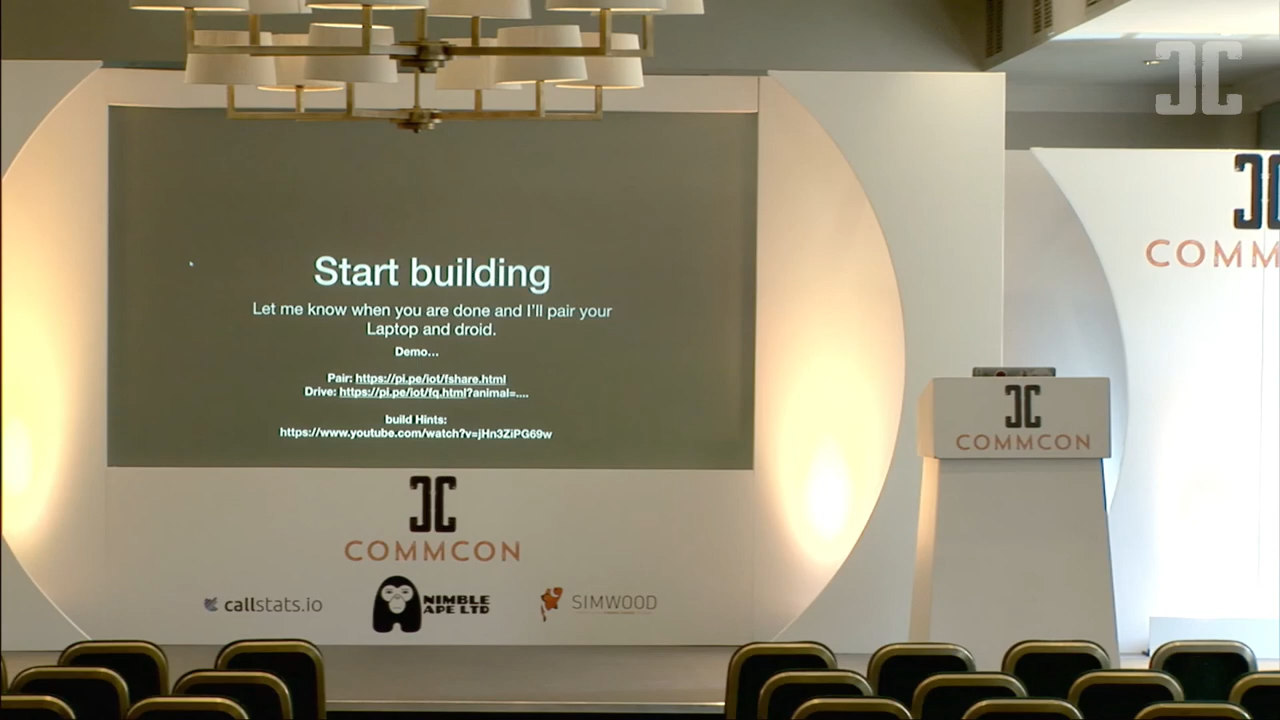 Start building
Let me know when you are done and I'll pair your
Laptop and droid.
Demo...
Pair: https://pi.pe/iot/fshare.html
Drive: https://pi.pe/iot/fq.html?animal=....
build Hints:
https://www.youtube.com/watch?v=jHn3ZiPG69w
COMMCON
callstats.io
NIMBLE
APE LTD
SIMWOOD
COMMCON
COMM